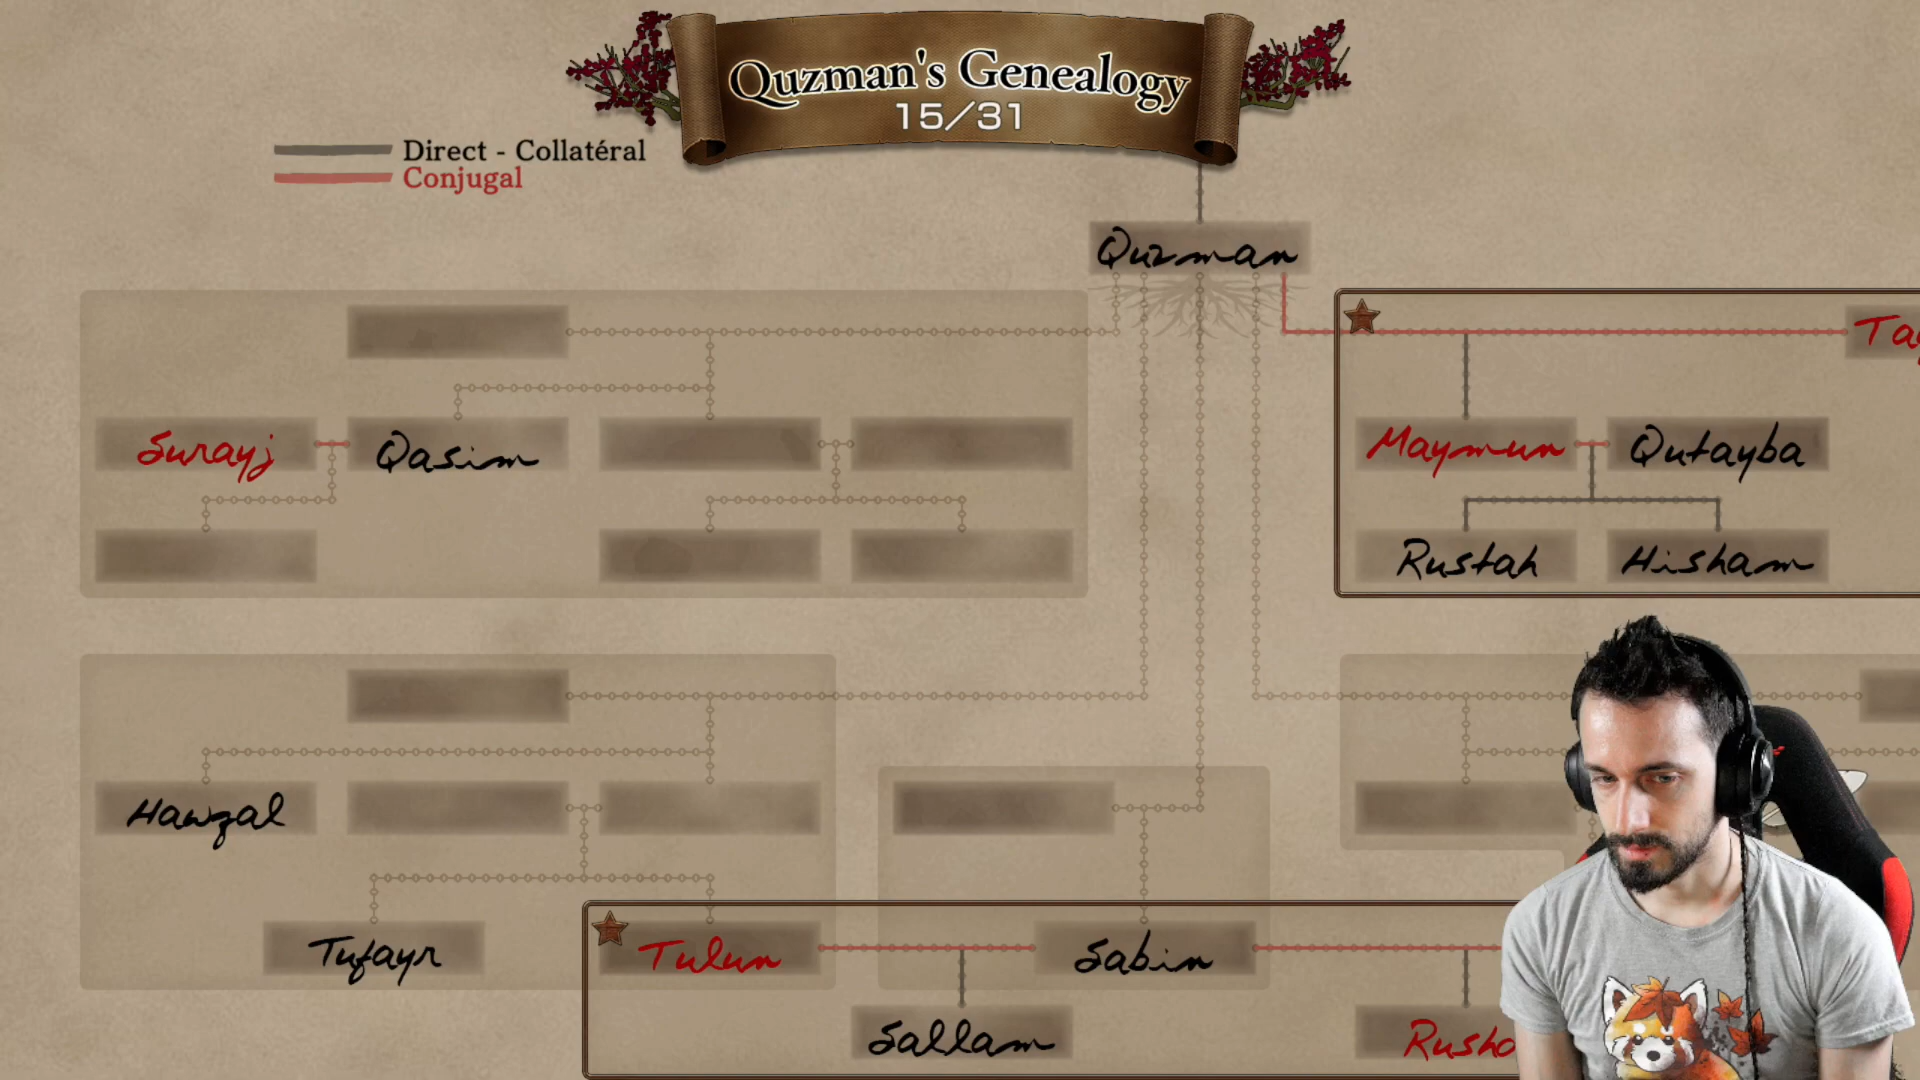 Quzman's Genealogy
15/31
Direct - Collatéral
Conjugal
Quzman
Surayj
Qasim
Maymun
Qutayba
Rustah
Hisham
Hawzal
Tufayr
Tulun
Sabin
Sallam